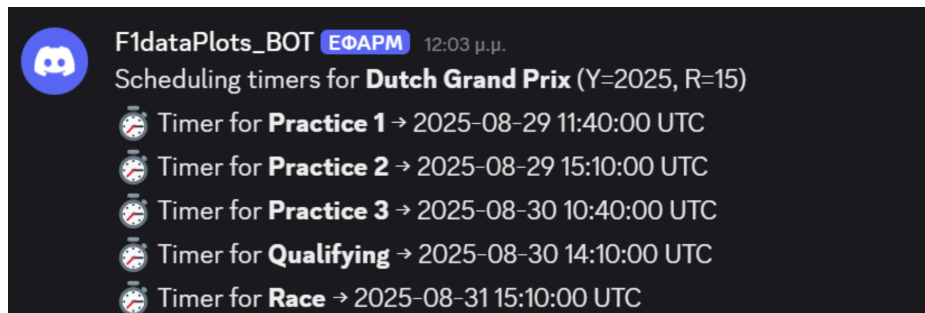 F1dataPlots_BOT ΕΦΑΡΜ 12:03 μ.μ.
Scheduling timers for Dutch Grand Prix (Y=2025, R=15)
⏱ Timer for Practice 1 → 2025-08-29 11:40:00 UTC
⏱ Timer for Practice 2 → 2025-08-29 15:10:00 UTC
⏱ Timer for Practice 3 → 2025-08-30 10:40:00 UTC
⏱ Timer for Qualifying → 2025-08-30 14:10:00 UTC
⏱ Timer for Race → 2025-08-31 15:10:00 UTC